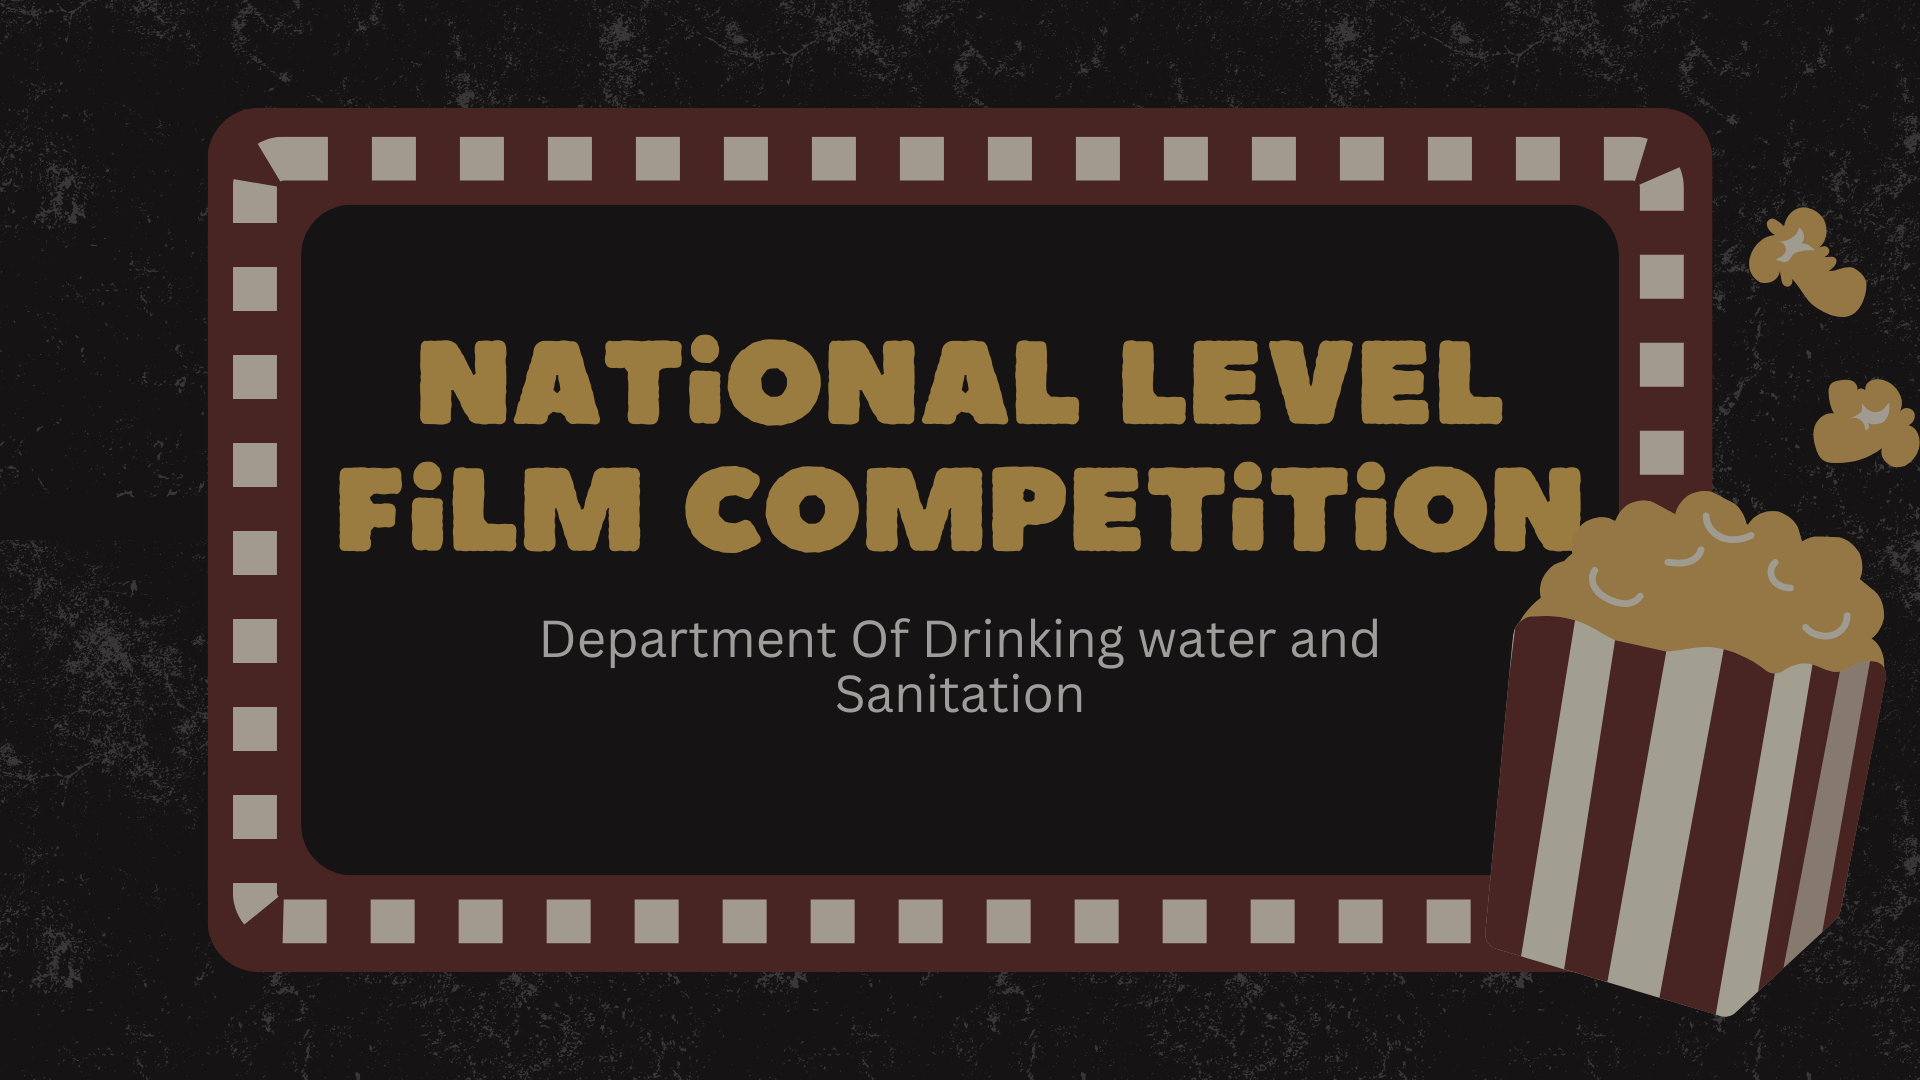 NATiONAL LEVEL
FiLM COMPETiTiON
Department Of Drinking water and
Sanitation